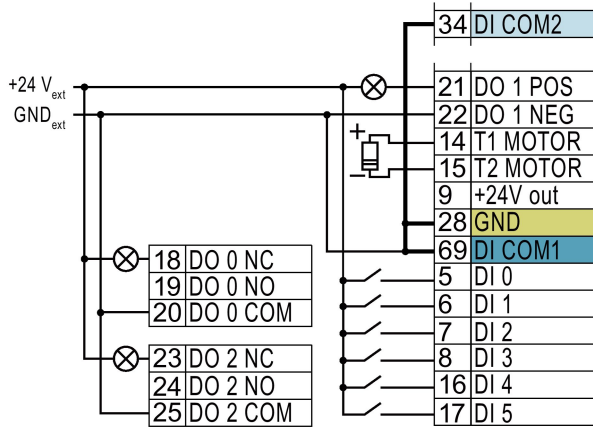 34 DI COM2
+24 Vext
21 DO 1 POS
GNDext
22 DO 1 NEG
+
14 T1 MOTOR
–
15 T2 MOTOR
9 +24V out
28 GND
69 DI COM1
18 DO 0 NC
5 DI 0
19 DO 0 NO
6 DI 1
20 DO 0 COM
7 DI 2
23 DO 2 NC
8 DI 3
24 DO 2 NO
16 DI 4
25 DO 2 COM
17 DI 5